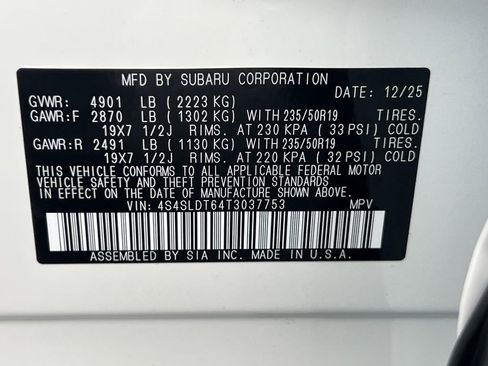 MFD BY SUBARU CORPORATION
DATE: 12/25
GVWR: 4901 LB (2223 KG)
GAWR:F 2870 LB (1302 KG) WITH 235/50R19 TIRES.
19X7 1/2J RIMS. AT 230 KPA (33 PSI) COLD
GAWR:R 2491 LB (1130 KG) WITH 235/50R19 TIRES.
19X7 1/2J RIMS. AT 220 KPA (32 PSI) COLD
THIS VEHICLE CONFORMS TO ALL APPLICABLE FEDERAL MOTOR
VEHICLE SAFETY AND THEFT PREVENTION STANDARDS
IN EFFECT ON THE DATE OF MANUFACTURE SHOWN ABOVE.
VIN: 4S4SLDT64T3037753 MPV
ASSEMBLED BY SIA INC. MADE IN U.S.A.